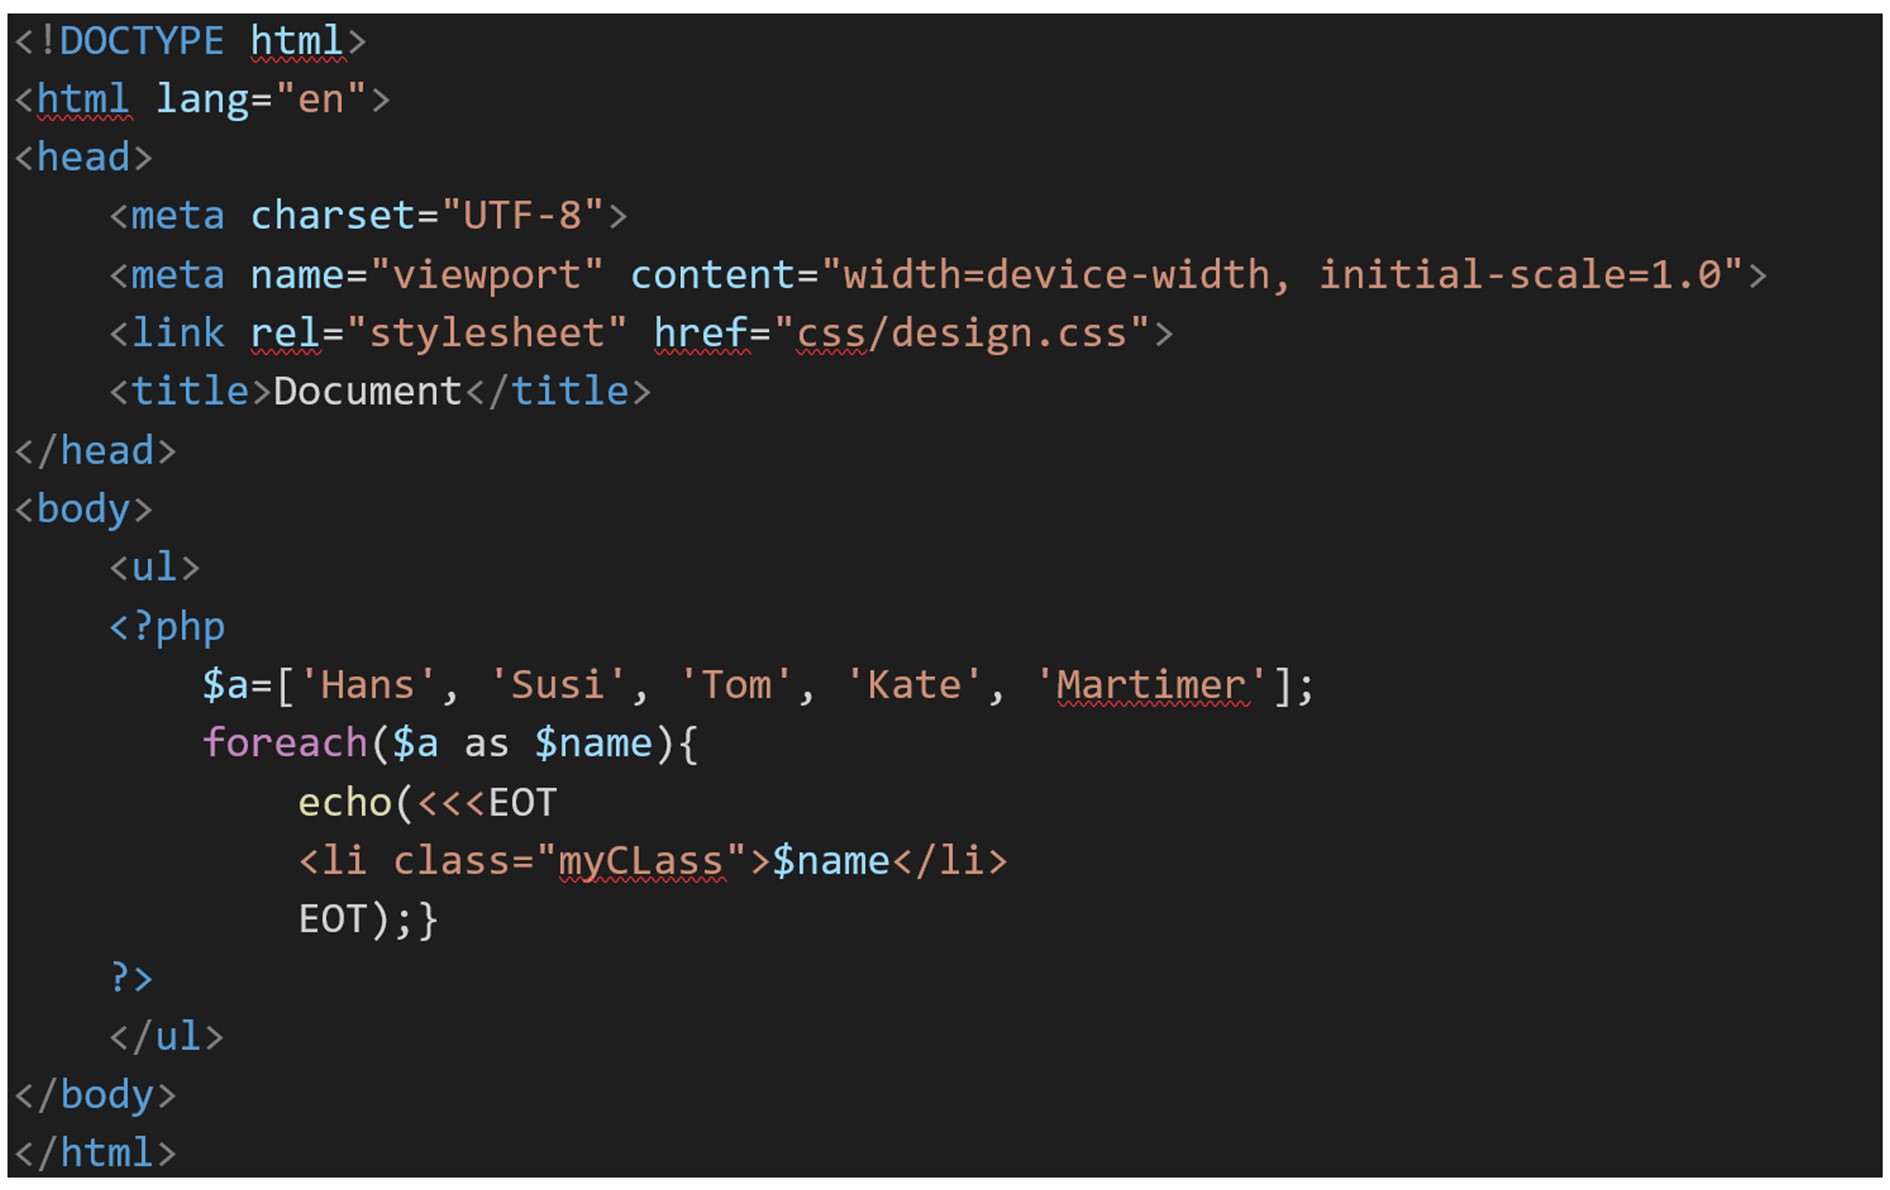 <!DOCTYPE html>
<html lang="en">
<head>
    <meta charset="UTF-8">
    <meta name="viewport" content="width=device-width, initial-scale=1.0">
    <link rel="stylesheet" href="css/design.css">
    <title>Document</title>
</head>
<body>
    <ul>
    <?php
        $a=['Hans', 'Susi', 'Tom', 'Kate', 'Martimer'];
        foreach($a as $name){
            echo(<<<EOT
            <li class="myCLass">$name</li>
            EOT);}
    ?>
    </ul>
</body>
</html>